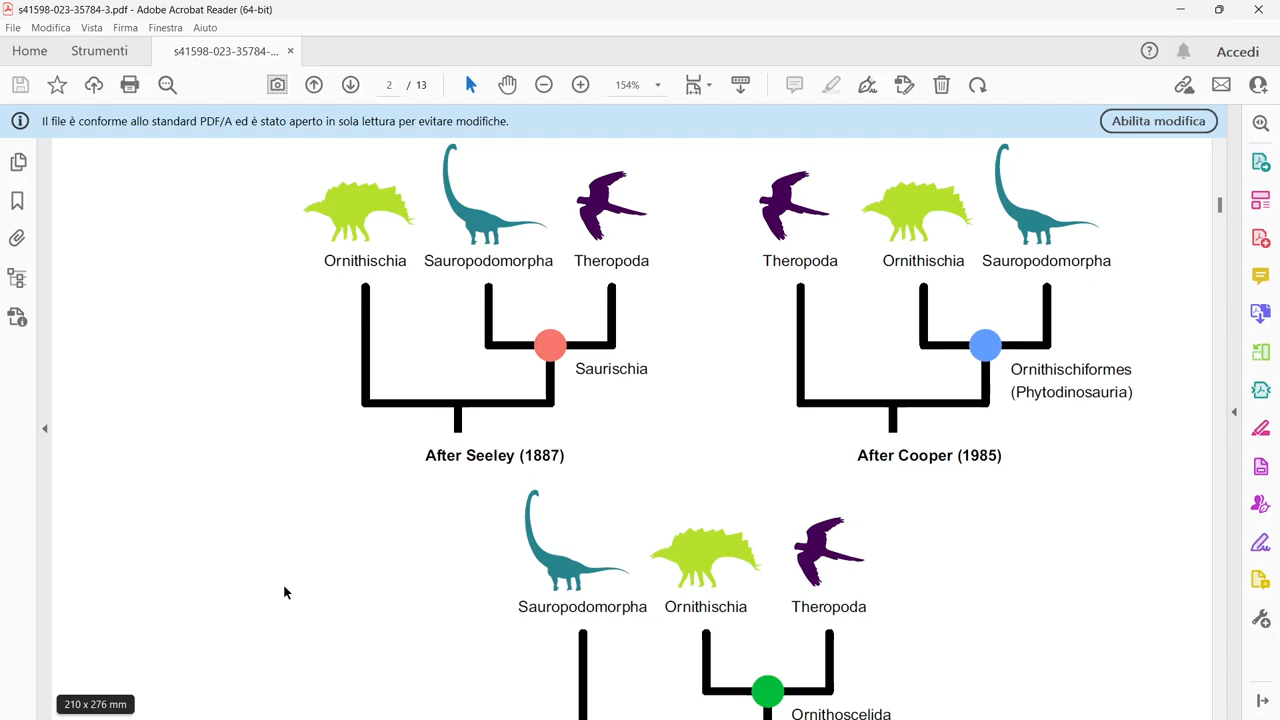 s41598-023-35784-3.pdf - Adobe Acrobat Reader (64-bit)
File Modifica Vista Firma Finestra Aiuto
Home Strumenti s41598-023-35784-... × Accedi
2 / 13 154%
Il file è conforme allo standard PDF/A ed è stato aperto in sola lettura per evitare modifiche. Abilita modifica
Ornithischia Sauropodomorpha Theropoda Theropoda Ornithischia Sauropodomorpha
Saurischia Ornithischiformes
(Phytodinosauria)
After Seeley (1887) After Cooper (1985)
Sauropodomorpha Ornithischia Theropoda
Ornithoscelida
210 x 276 mm